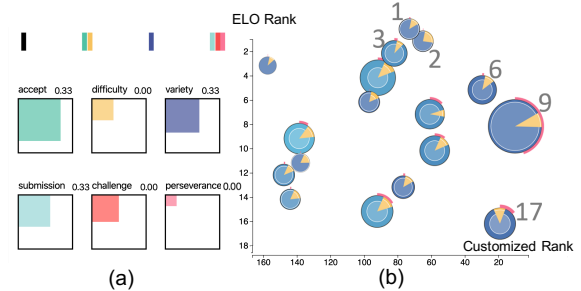 accept 0.33
difficulty 0.00
variety 0.33
submission 0.33
challenge 0.00
perseverance 0.00
(a)
ELO Rank
2
4
6
8
10
12
14
16
18
1
2
3
6
9
17
Customized Rank
160 140 120 100 80 60 40 20
(b)